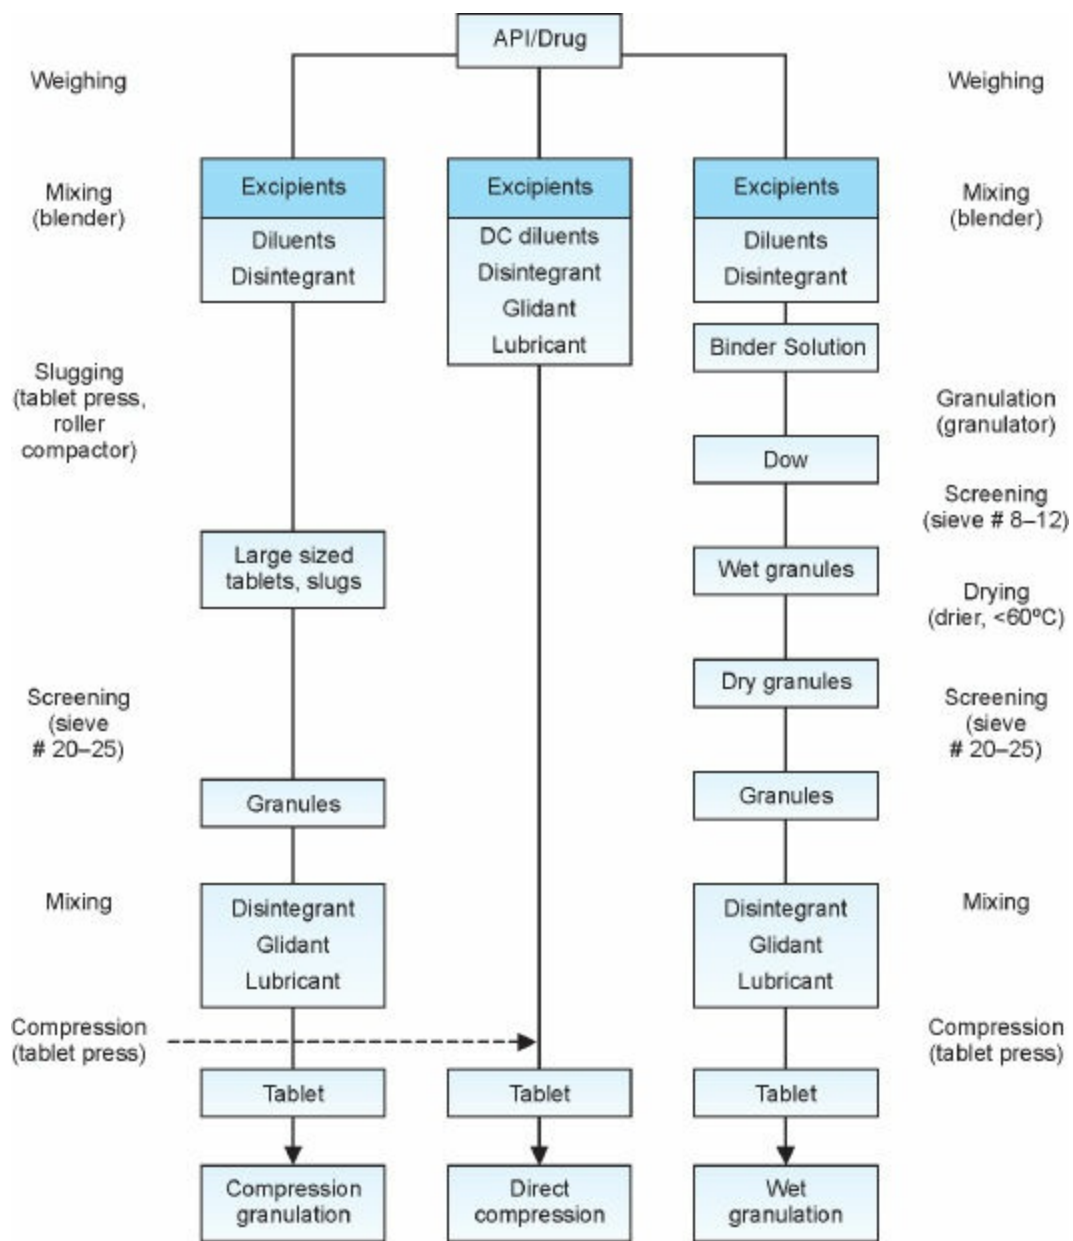 API/Drug
Weighing
Weighing
Mixing
(blender)
Excipients
Diluents
Disintegrant
Excipients
DC diluents
Disintegrant
Glidant
Lubricant
Excipients
Diluents
Disintegrant
Mixing
(blender)
Binder Solution
Slugging
(tablet press,
roller
compactor)
Granulation
(granulator)
Dow
Screening
(sieve # 8–12)
Large sized
tablets, slugs
Wet granules
Drying
(drier, <60ºC)
Dry granules
Screening
(sieve
# 20–25)
Screening
(sieve
# 20–25)
Granules
Granules
Mixing
Disintegrant
Glidant
Lubricant
Disintegrant
Glidant
Lubricant
Mixing
Compression
(tablet press)
Compression
(tablet press)
Tablet
Tablet
Tablet
Compression
granulation
Direct
compression
Wet
granulation